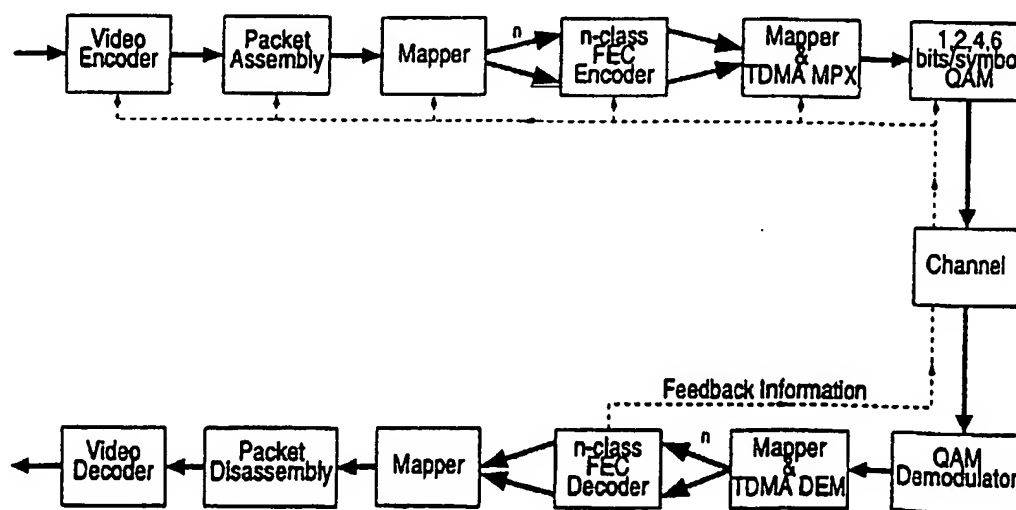 Video
Encoder
Packet
Assembly
Mapper
n
n-class
FEC
Encoder
Mapper
&
TDMA MPX
1,2,4,6
bits/symbol
QAM
Channel
Feedback Information
Video
Decoder
Packet
Disassembly
Mapper
n-class
FEC
Decoder
n
Mapper
&
TDMA DEM
QAM
Demodulator